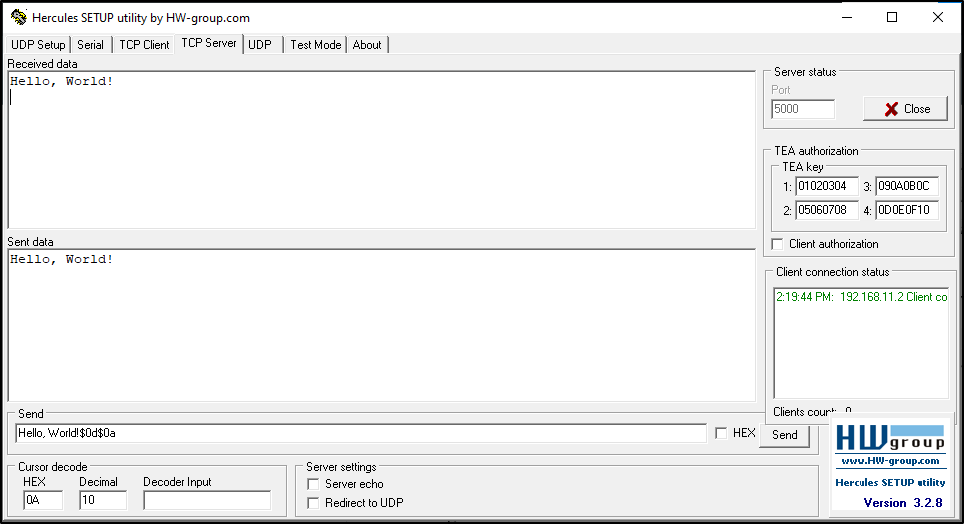 Hercules SETUP utility by HW-group.com
UDP Setup Serial TCP Client TCP Server UDP Test Mode About
Received data
Hello, World!
Sent data
Hello, World!
Send
Hello, World!$0d$0a
HEX
Send
Cursor decode
HEX Decimal Decoder Input
0A 10
Server settings
Server echo
Redirect to UDP
Server status
Port
5000
Close
TEA authorization
TEA key
1: 01020304 3: 090A0B0C
2: 05060708 4: 0D0E0F10
Client authorization
Client connection status
2:19:44 PM: 192.168.11.2 Client co
Clients count: 0
HWgroup
www.HW-group.com
Hercules SETUP utility
Version 3.2.8